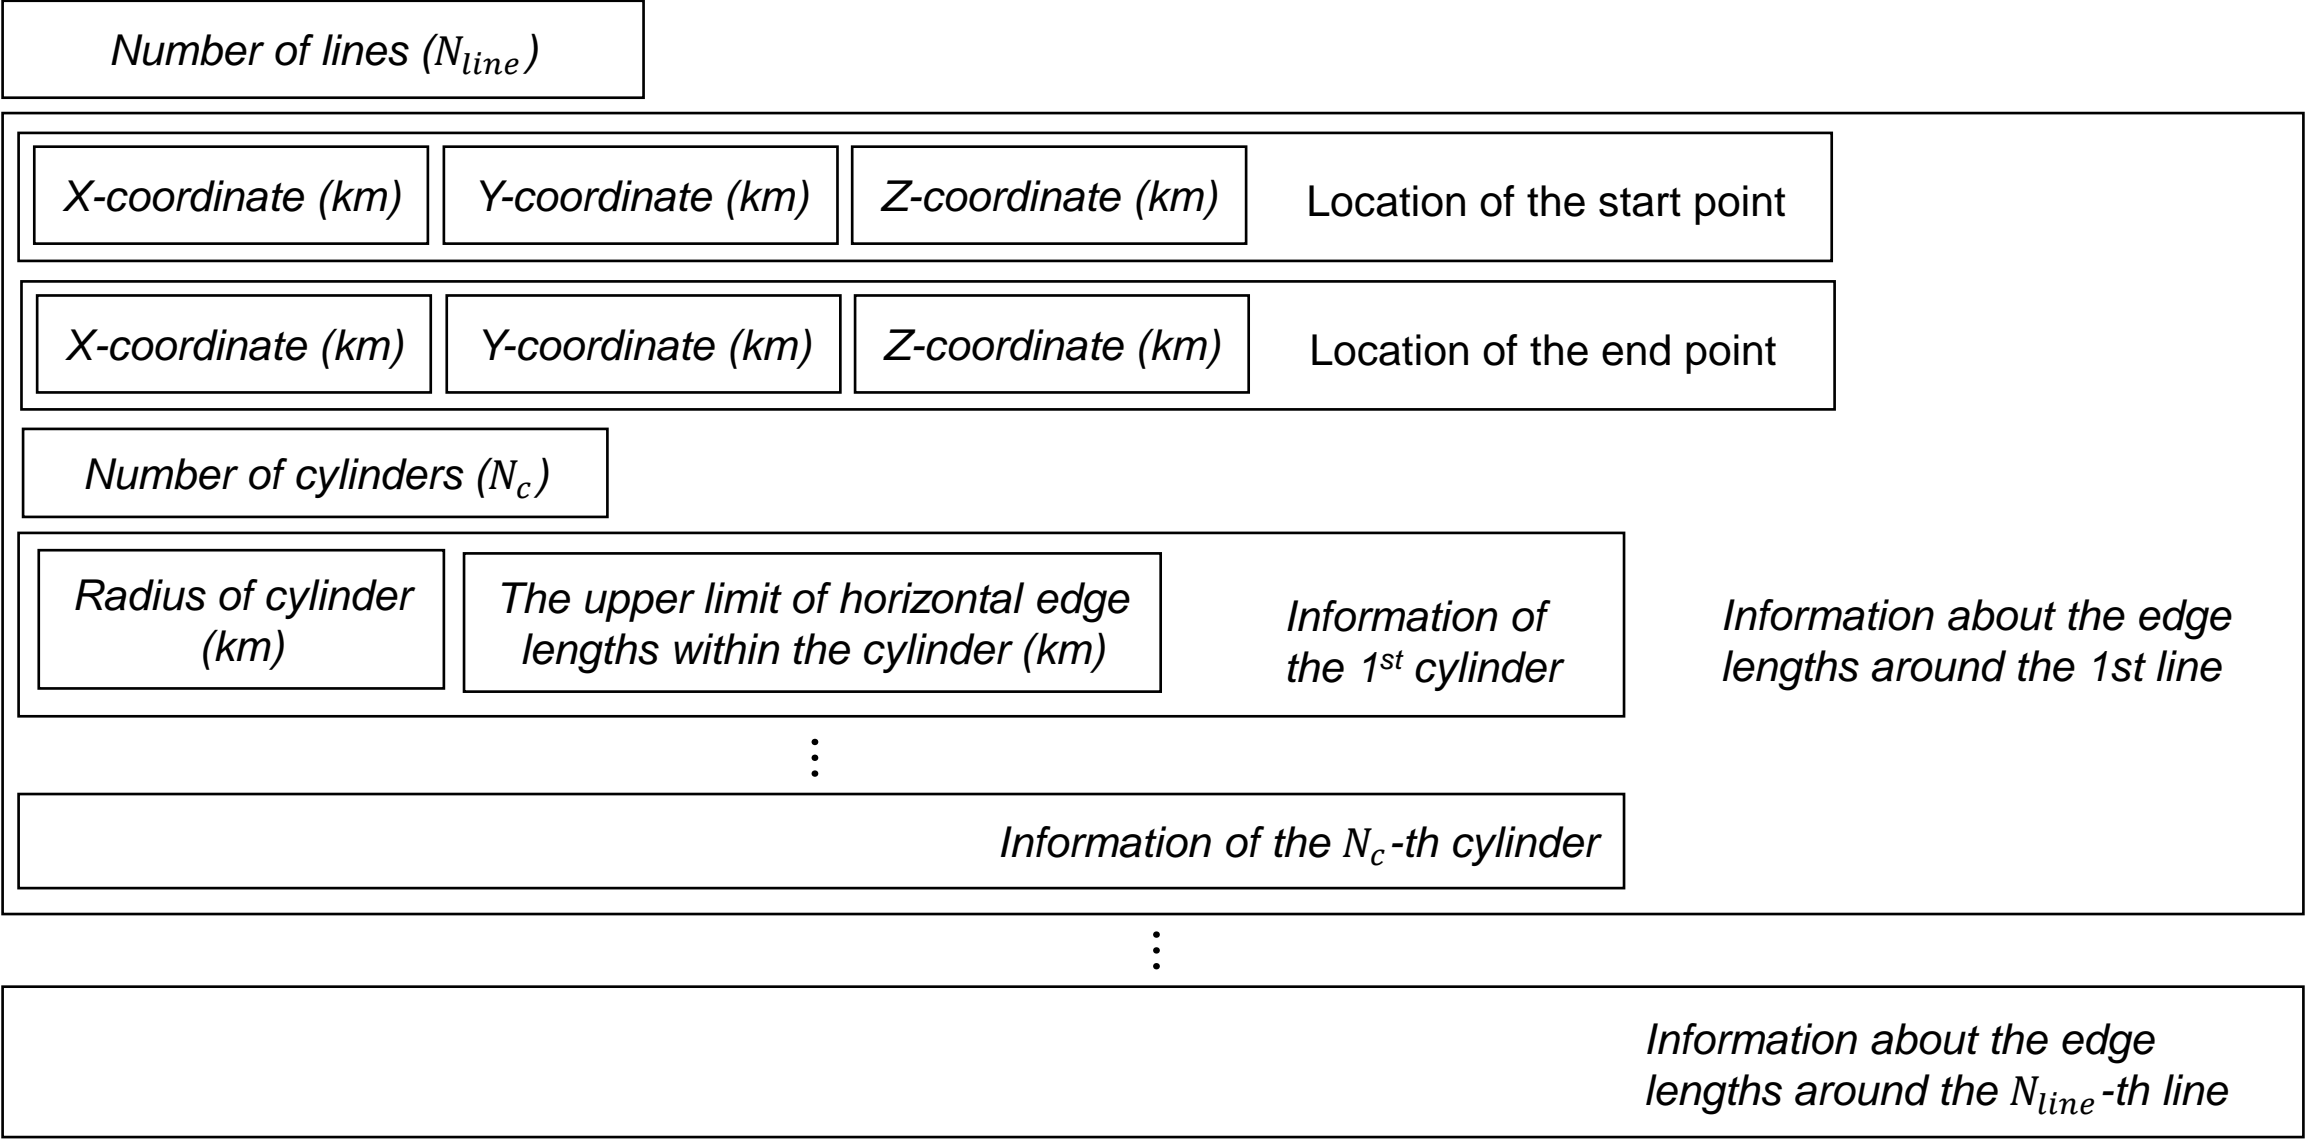 Number of lines (N_line)
X-coordinate (km) Y-coordinate (km) Z-coordinate (km) Location of the start point
X-coordinate (km) Y-coordinate (km) Z-coordinate (km) Location of the end point
Number of cylinders (N_c)
Radius of cylinder
(km)
The upper limit of horizontal edge
lengths within the cylinder (km)
Information of
the 1st cylinder
Information about the edge
lengths around the 1st line
⋮
Information of the N_c-th cylinder
⋮
Information about the edge
lengths around the N_line-th line